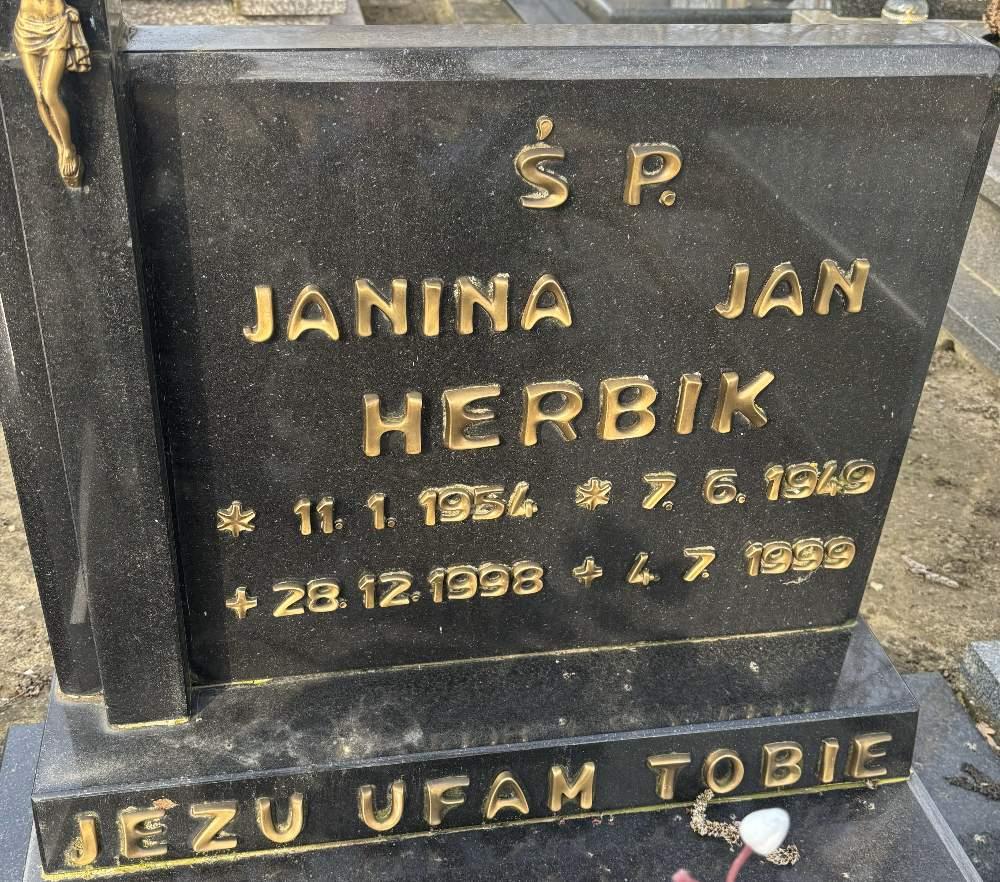 Ś P.
JANINA JAN
HERBIK
* 11. 1. 1954. * 7. 6. 1949
+ 28. 12. 1998 + 4. 7. 1999
JEZU UFAM TOBIE